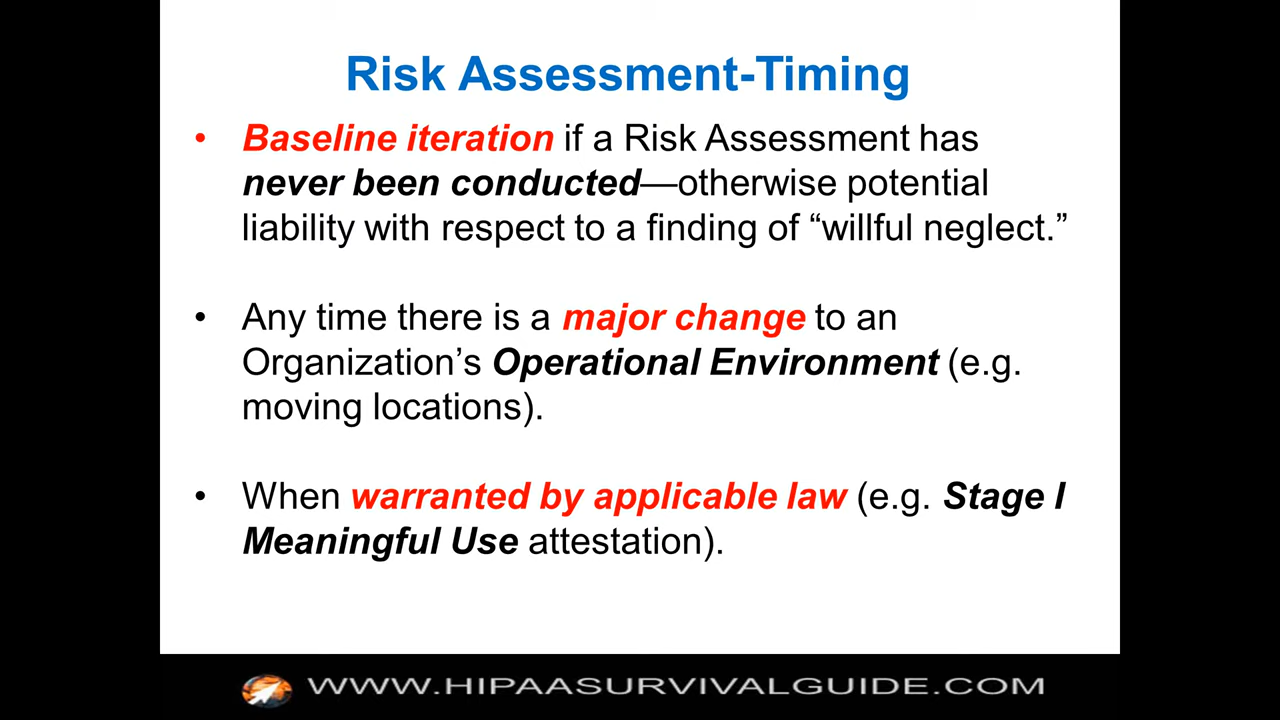 Risk Assessment-Timing
• Baseline iteration if a Risk Assessment has
never been conducted—otherwise potential
liability with respect to a finding of “willful neglect.”
• Any time there is a major change to an
Organization’s Operational Environment (e.g.
moving locations).
• When warranted by applicable law (e.g. Stage I
Meaningful Use attestation).
WWW.HIPAASURVIVALGUIDE.COM